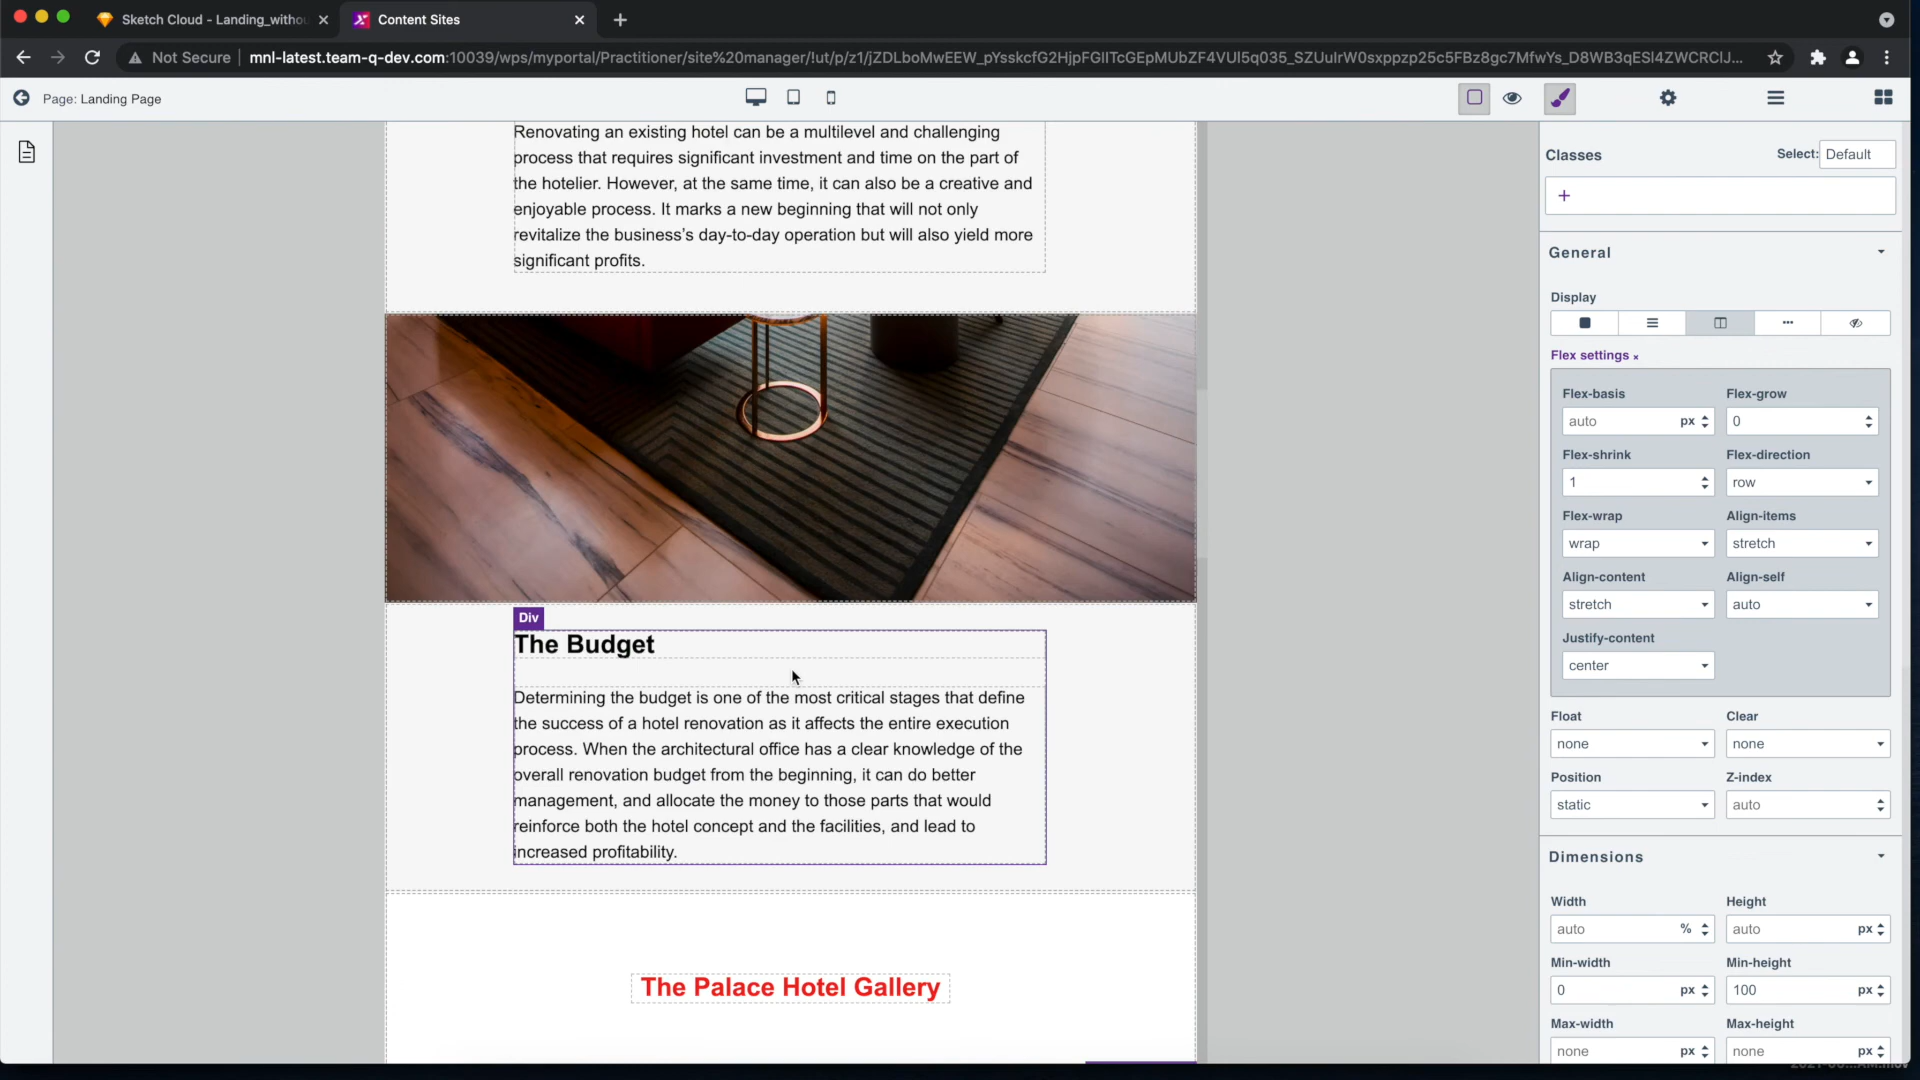 Sketch Cloud - Landing_withou
Content Sites
Not Secure
mnl-latest.team-q-dev.com:10039/wps/myportal/Practitioner/site%20manager/!ut/p/z1/jZDLboMwEEW_pYsskcfG2HjpFGIITcGEpMUbZF4VUl5q035_SZUulrW0sxppzp25c5FBz8gc7MfwYs_D8WB3qESl4ZWCRClJ...
Page: Landing Page
Renovating an existing hotel can be a multilevel and challenging
process that requires significant investment and time on the part of
the hotelier. However, at the same time, it can also be a creative and
enjoyable process. It marks a new beginning that will not only
revitalize the business's day-to-day operation but will also yield more
significant profits.
Div
The Budget
Determining the budget is one of the most critical stages that define
the success of a hotel renovation as it affects the entire execution
process. When the architectural office has a clear knowledge of the
overall renovation budget from the beginning, it can do better
management, and allocate the money to those parts that would
reinforce both the hotel concept and the facilities, and lead to
increased profitability.
The Palace Hotel Gallery
Classes
Select: Default
+
General
Display
Flex settings ×
Flex-basis Flex-grow
auto px 0
Flex-shrink Flex-direction
1 row
Flex-wrap Align-items
wrap stretch
Align-content Align-self
stretch auto
Justify-content
center
Float Clear
none none
Position Z-index
static auto
Dimensions
Width Height
auto % auto px
Min-width Min-height
0 px 100 px
Max-width Max-height
none px none px